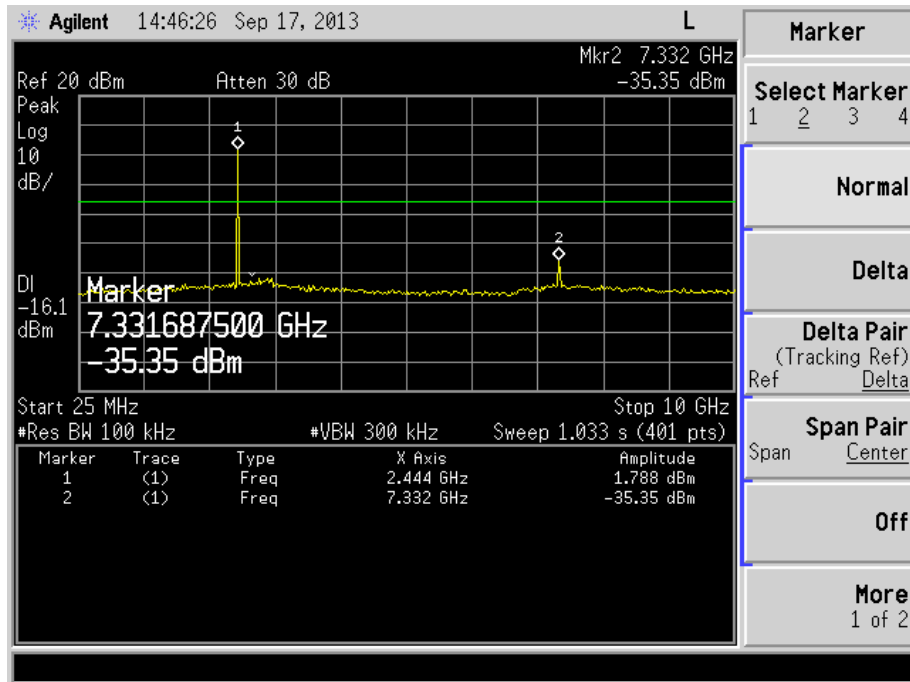 Agilent 14:46:26 Sep 17, 2013 L
Mkr2 7.332 GHz
Ref 20 dBm Atten 30 dB -35.35 dBm
Peak
Log
10
dB/
1
2
DI
-16.1
dBm
Marker
7.331687500 GHz
-35.35 dBm
Start 25 MHz Stop 10 GHz
#Res BW 100 kHz #VBW 300 kHz Sweep 1.033 s (401 pts)
Marker Trace Type X Axis Amplitude
1 (1) Freq 2.444 GHz 1.788 dBm
2 (1) Freq 7.332 GHz -35.35 dBm
Marker
Select Marker
1 2 3 4
Normal
Delta
Delta Pair
(Tracking Ref)
Ref Delta
Span Pair
Span Center
Off
More
1 of 2